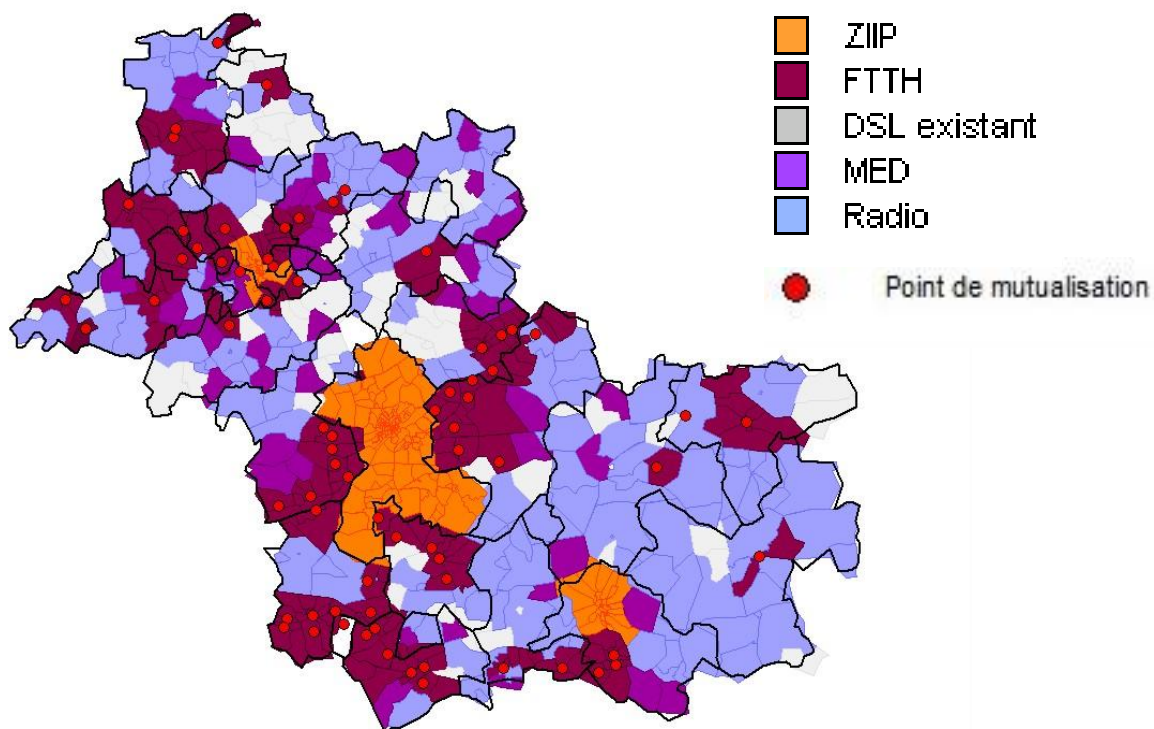 ZIIP
FTTH
DSL existant
MED
Radio
Point de mutualisation